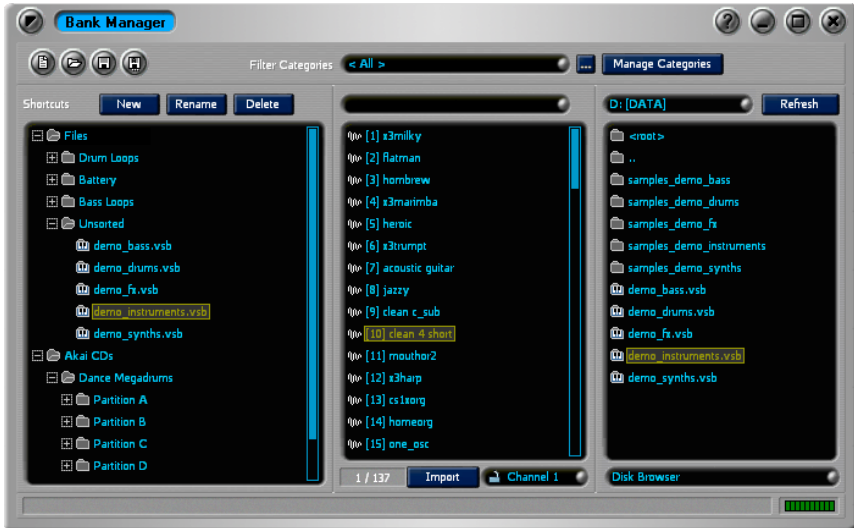 Bank Manager
?
Filter Categories
< All >
...
Manage Categories
Shortcuts
New
Rename
Delete
Files
Drum Loops
Battery
Bass Loops
Unsorted
demo_bass.vsb
demo_drums.vsb
demo_fx.vsb
demo_instruments.vsb
demo_synths.vsb
Akai CDs
Dance Megadrums
Partition A
Partition B
Partition C
Partition D
[1] x3milky
[2] flatman
[3] hombrew
[4] x3marimba
[5] heroic
[6] x3trumpt
[7] acoustic guitar
[8] jazzy
[9] clean c_sub
[10] clean 4 short
[11] mouthor2
[12] x3harp
[13] cs1xorg
[14] homeorg
[15] one_osc
1 / 137
Import
Channel 1
D: [DATA]
Refresh
<root>
..
samples_demo_bass
samples_demo_drums
samples_demo_fx
samples_demo_instruments
samples_demo_synths
demo_bass.vsb
demo_drums.vsb
demo_fx.vsb
demo_instruments.vsb
demo_synths.vsb
Disk Browser